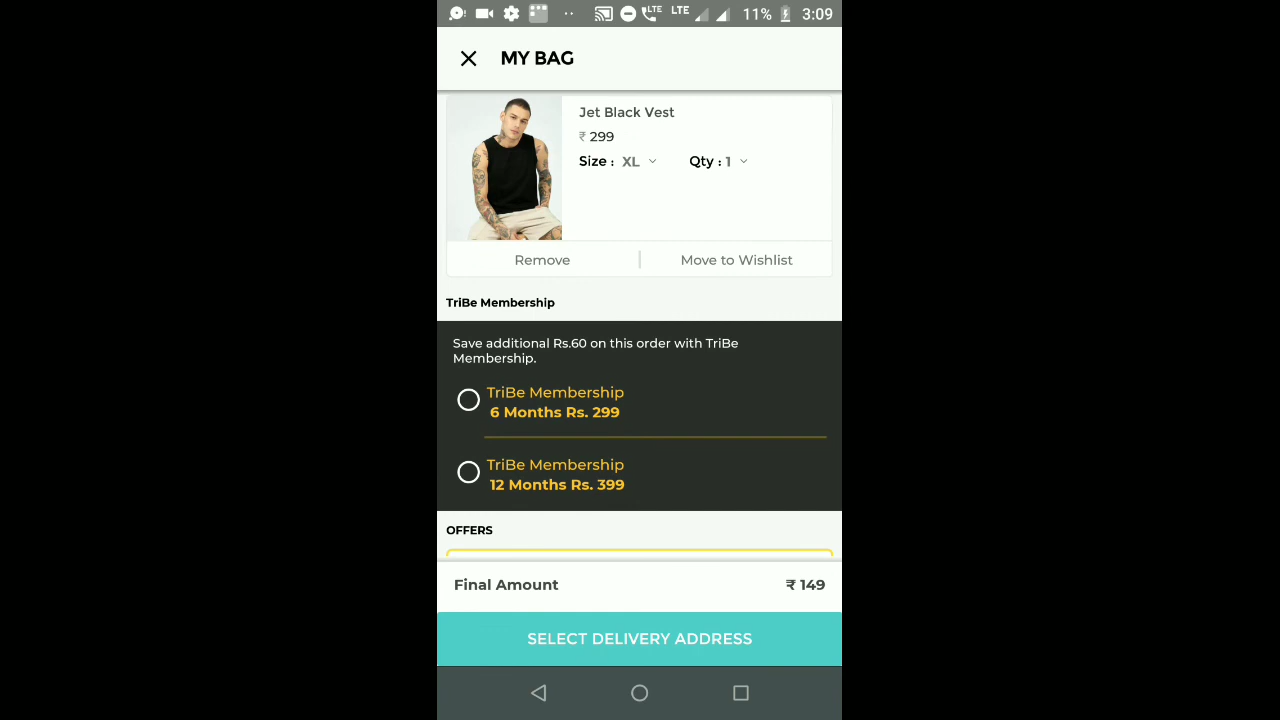 LTE LTE 11% 3:09
MY BAG
Jet Black Vest
₹ 299
Size : XL Qty : 1
Remove Move to Wishlist
TriBe Membership
Save additional Rs.60 on this order with TriBe
Membership.
TriBe Membership
6 Months Rs. 299
TriBe Membership
12 Months Rs. 399
OFFERS
Final Amount ₹ 149
SELECT DELIVERY ADDRESS